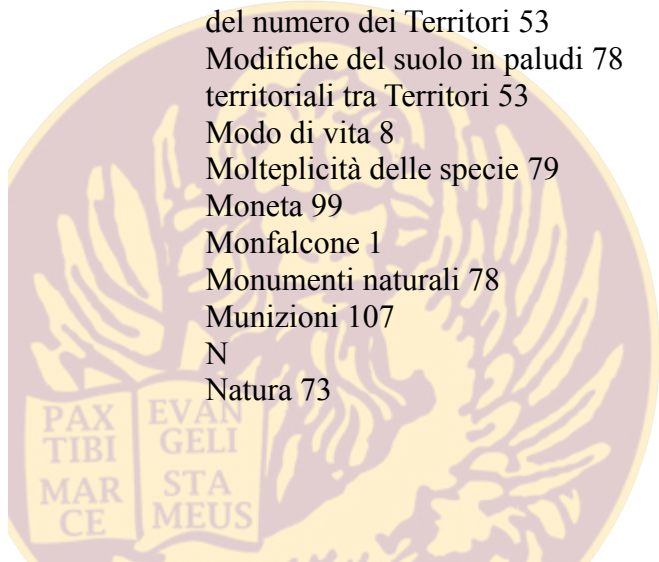 del numero dei Territori 53
Modifiche del suolo in paludi 78
territoriali tra Territori 53
Modo di vita 8
Molteplicità delle specie 79
Moneta 99
Monfalcone 1
Monumenti naturali 78
Munizioni 107
N
Natura 73
PAX
TIBI
MAR
CE
EVAN
GELI
STA
MEUS